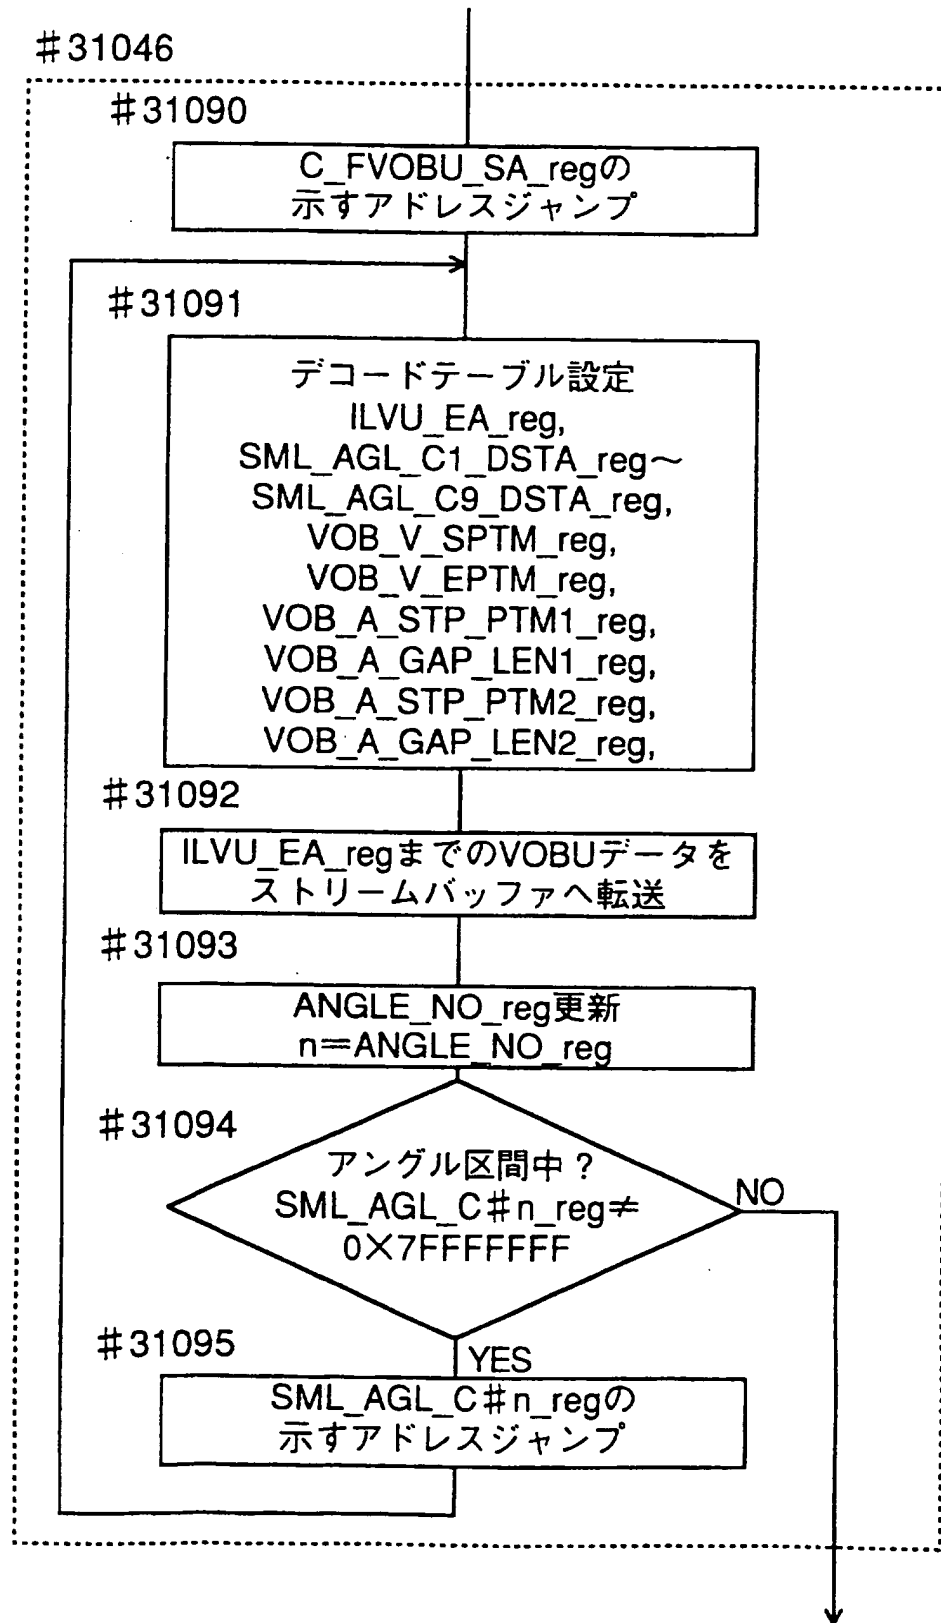 #31046
#31090
C_FVOBU_SA_regの
示すアドレスジャンプ
#31091
デコードテーブル設定
ILVU_EA_reg,
SML_AGL_C1_DSTA_reg〜
SML_AGL_C9_DSTA_reg,
VOB_V_SPTM_reg,
VOB_V_EPTM_reg,
VOB_A_STP_PTM1_reg,
VOB_A_GAP_LEN1_reg,
VOB_A_STP_PTM2_reg,
VOB_A_GAP_LEN2_reg,
#31092
ILVU_EA_regまでのVOBUデータを
ストリームバッファへ転送
#31093
ANGLE_NO_reg更新
n=ANGLE_NO_reg
#31094
アングル区間中?
SML_AGL_C#n_reg≠
0×7FFFFFFF
NO
#31095
YES
SML_AGL_C#n_regの
示すアドレスジャンプ